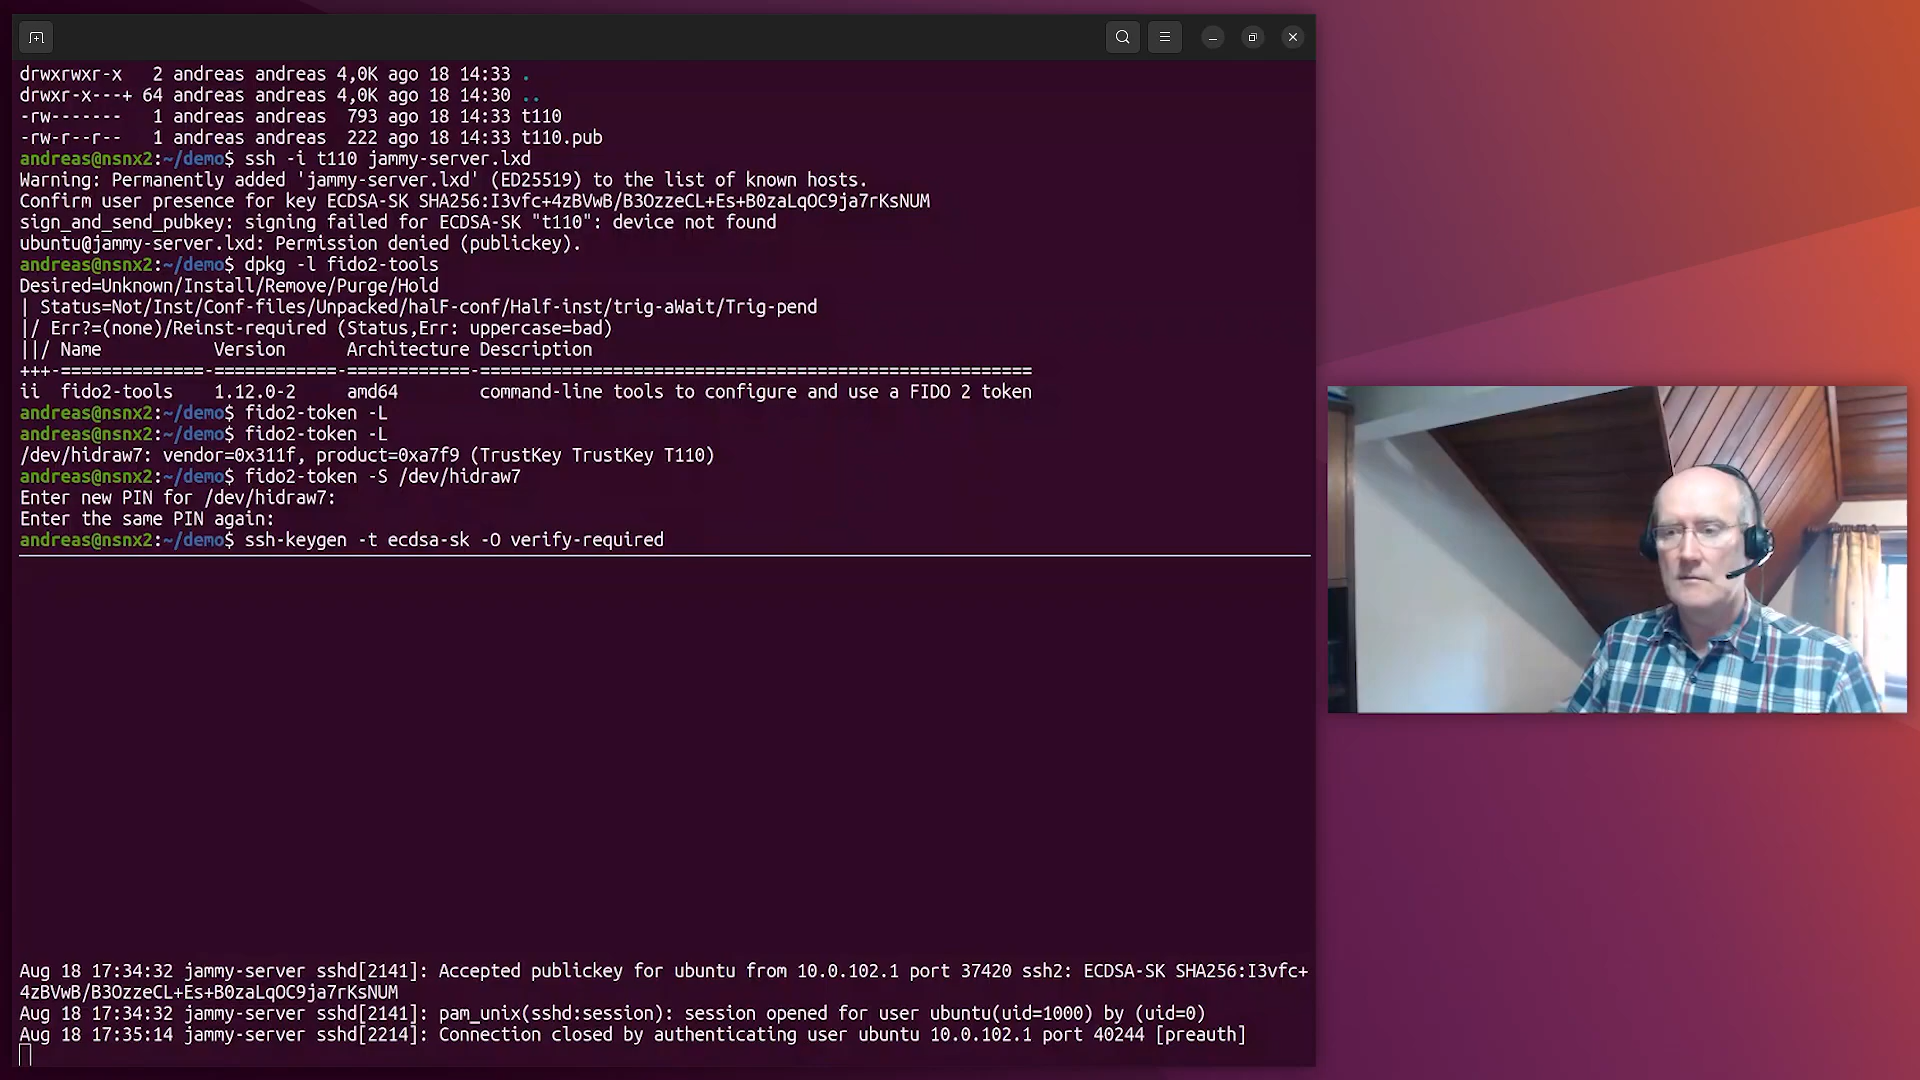 drwxrwxr-x   2 andreas andreas 4,0K ago 18 14:33 .
drwxr-x---+ 64 andreas andreas 4,0K ago 18 14:30 ..
-rw-------   1 andreas andreas  793 ago 18 14:33 t110
-rw-r--r--   1 andreas andreas  222 ago 18 14:33 t110.pub
andreas@nsnx2:~/demo$ ssh -i t110 jammy-server.lxd
Warning: Permanently added 'jammy-server.lxd' (ED25519) to the list of known hosts.
Confirm user presence for key ECDSA-SK SHA256:I3vfc+4zBVwB/B3OzzeCL+Es+B0zaLqOC9ja7rKsNUM
sign_and_send_pubkey: signing failed for ECDSA-SK "t110": device not found
ubuntu@jammy-server.lxd: Permission denied (publickey).
andreas@nsnx2:~/demo$ dpkg -l fido2-tools
Desired=Unknown/Install/Remove/Purge/Hold
| Status=Not/Inst/Conf-files/Unpacked/halF-conf/Half-inst/trig-aWait/Trig-pend
|/ Err?=(none)/Reinst-required (Status,Err: uppercase=bad)
||/ Name           Version      Architecture Description
+++-==============-============-============-======================================================
ii  fido2-tools    1.12.0-2     amd64        command-line tools to configure and use a FIDO 2 token
andreas@nsnx2:~/demo$ fido2-token -L
andreas@nsnx2:~/demo$ fido2-token -L
/dev/hidraw7: vendor=0x311f, product=0xa7f9 (TrustKey TrustKey T110)
andreas@nsnx2:~/demo$ fido2-token -S /dev/hidraw7
Enter new PIN for /dev/hidraw7:
Enter the same PIN again:
andreas@nsnx2:~/demo$ ssh-keygen -t ecdsa-sk -O verify-required
Aug 18 17:34:32 jammy-server sshd[2141]: Accepted publickey for ubuntu from 10.0.102.1 port 37420 ssh2: ECDSA-SK SHA256:I3vfc+
4zBVwB/B3OzzeCL+Es+B0zaLqOC9ja7rKsNUM
Aug 18 17:34:32 jammy-server sshd[2141]: pam_unix(sshd:session): session opened for user ubuntu(uid=1000) by (uid=0)
Aug 18 17:35:14 jammy-server sshd[2214]: Connection closed by authenticating user ubuntu 10.0.102.1 port 40244 [preauth]